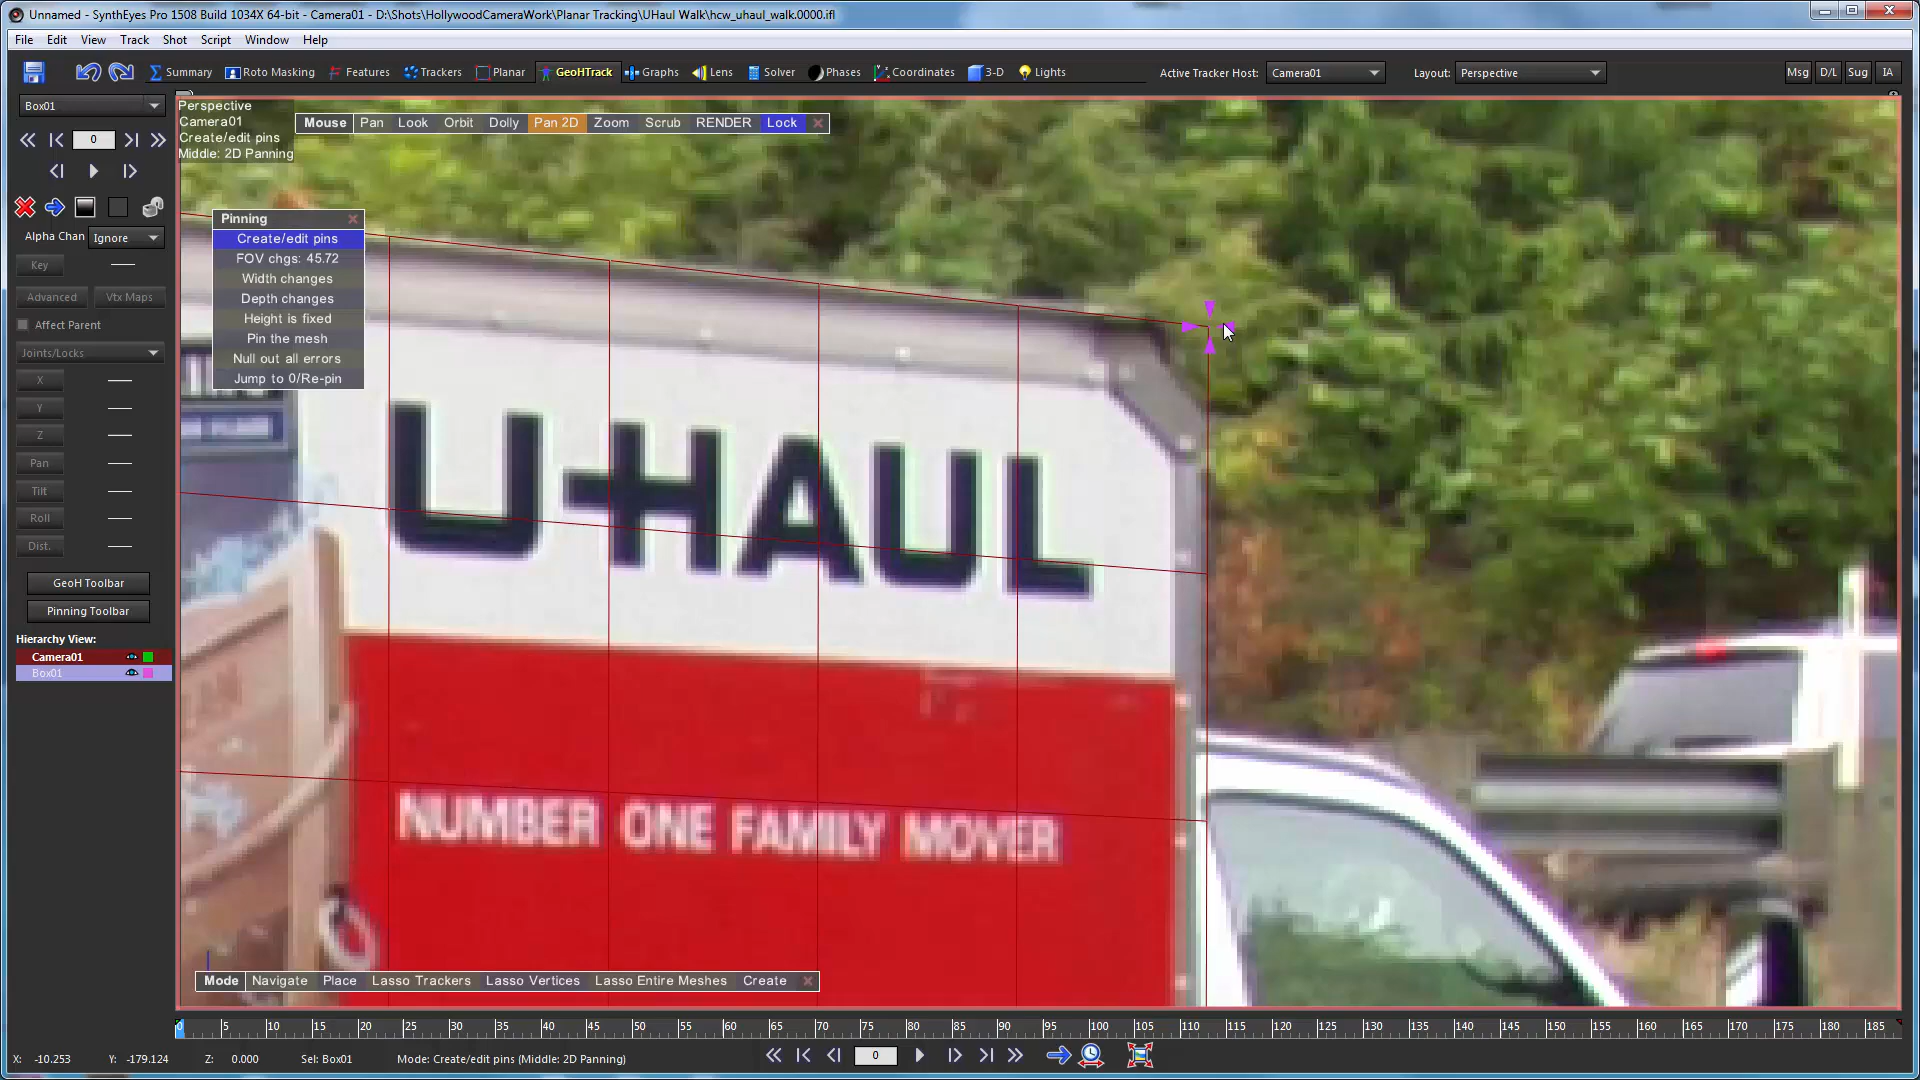 Unnamed - SynthEyes Pro 1508 Build 1034X 64-bit - Camera01 - D:\Shots\HollywoodCameraWork\Planar Tracking\UHaul Walk\hcw_uhaul_walk.0000.ifl
File Edit View Track Shot Script Window Help
Summary Roto Masking Features Trackers Planar GeoHTrack Graphs Lens Solver Phases Coordinates 3-D Lights Active Tracker Host: Camera01 Layout: Perspective Msg D/L Sug IA
Box01
Perspective
Camera01
Create/edit pins
Middle: 2D Panning
Mouse Pan Look Orbit Dolly Pan 2D Zoom Scrub RENDER Lock
0
Alpha Chan Ignore
Key
Advanced Vtx Maps
Affect Parent
Joints/Locks
X
Y
Z
Pan
Tilt
Roll
Dist.
GeoH Toolbar
Pinning Toolbar
Hierarchy View:
Camera01
Box01
Pinning
Create/edit pins
FOV chgs: 45.72
Width changes
Depth changes
Height is fixed
Pin the mesh
Null out all errors
Jump to 0/Re-pin
U-HAUL
NUMBER ONE FAMILY MOVER
Mode Navigate Place Lasso Trackers Lasso Vertices Lasso Entire Meshes Create
0 5 10 15 20 25 30 35 40 45 50 55 60 65 70 75 80 85 90 95 100 105 110 115 120 125 130 135 140 145 150 155 160 165 170 175 180 185
X: -10.253 Y: -179.124 Z: 0.000 Sel: Box01 Mode: Create/edit pins (Middle: 2D Panning) 0